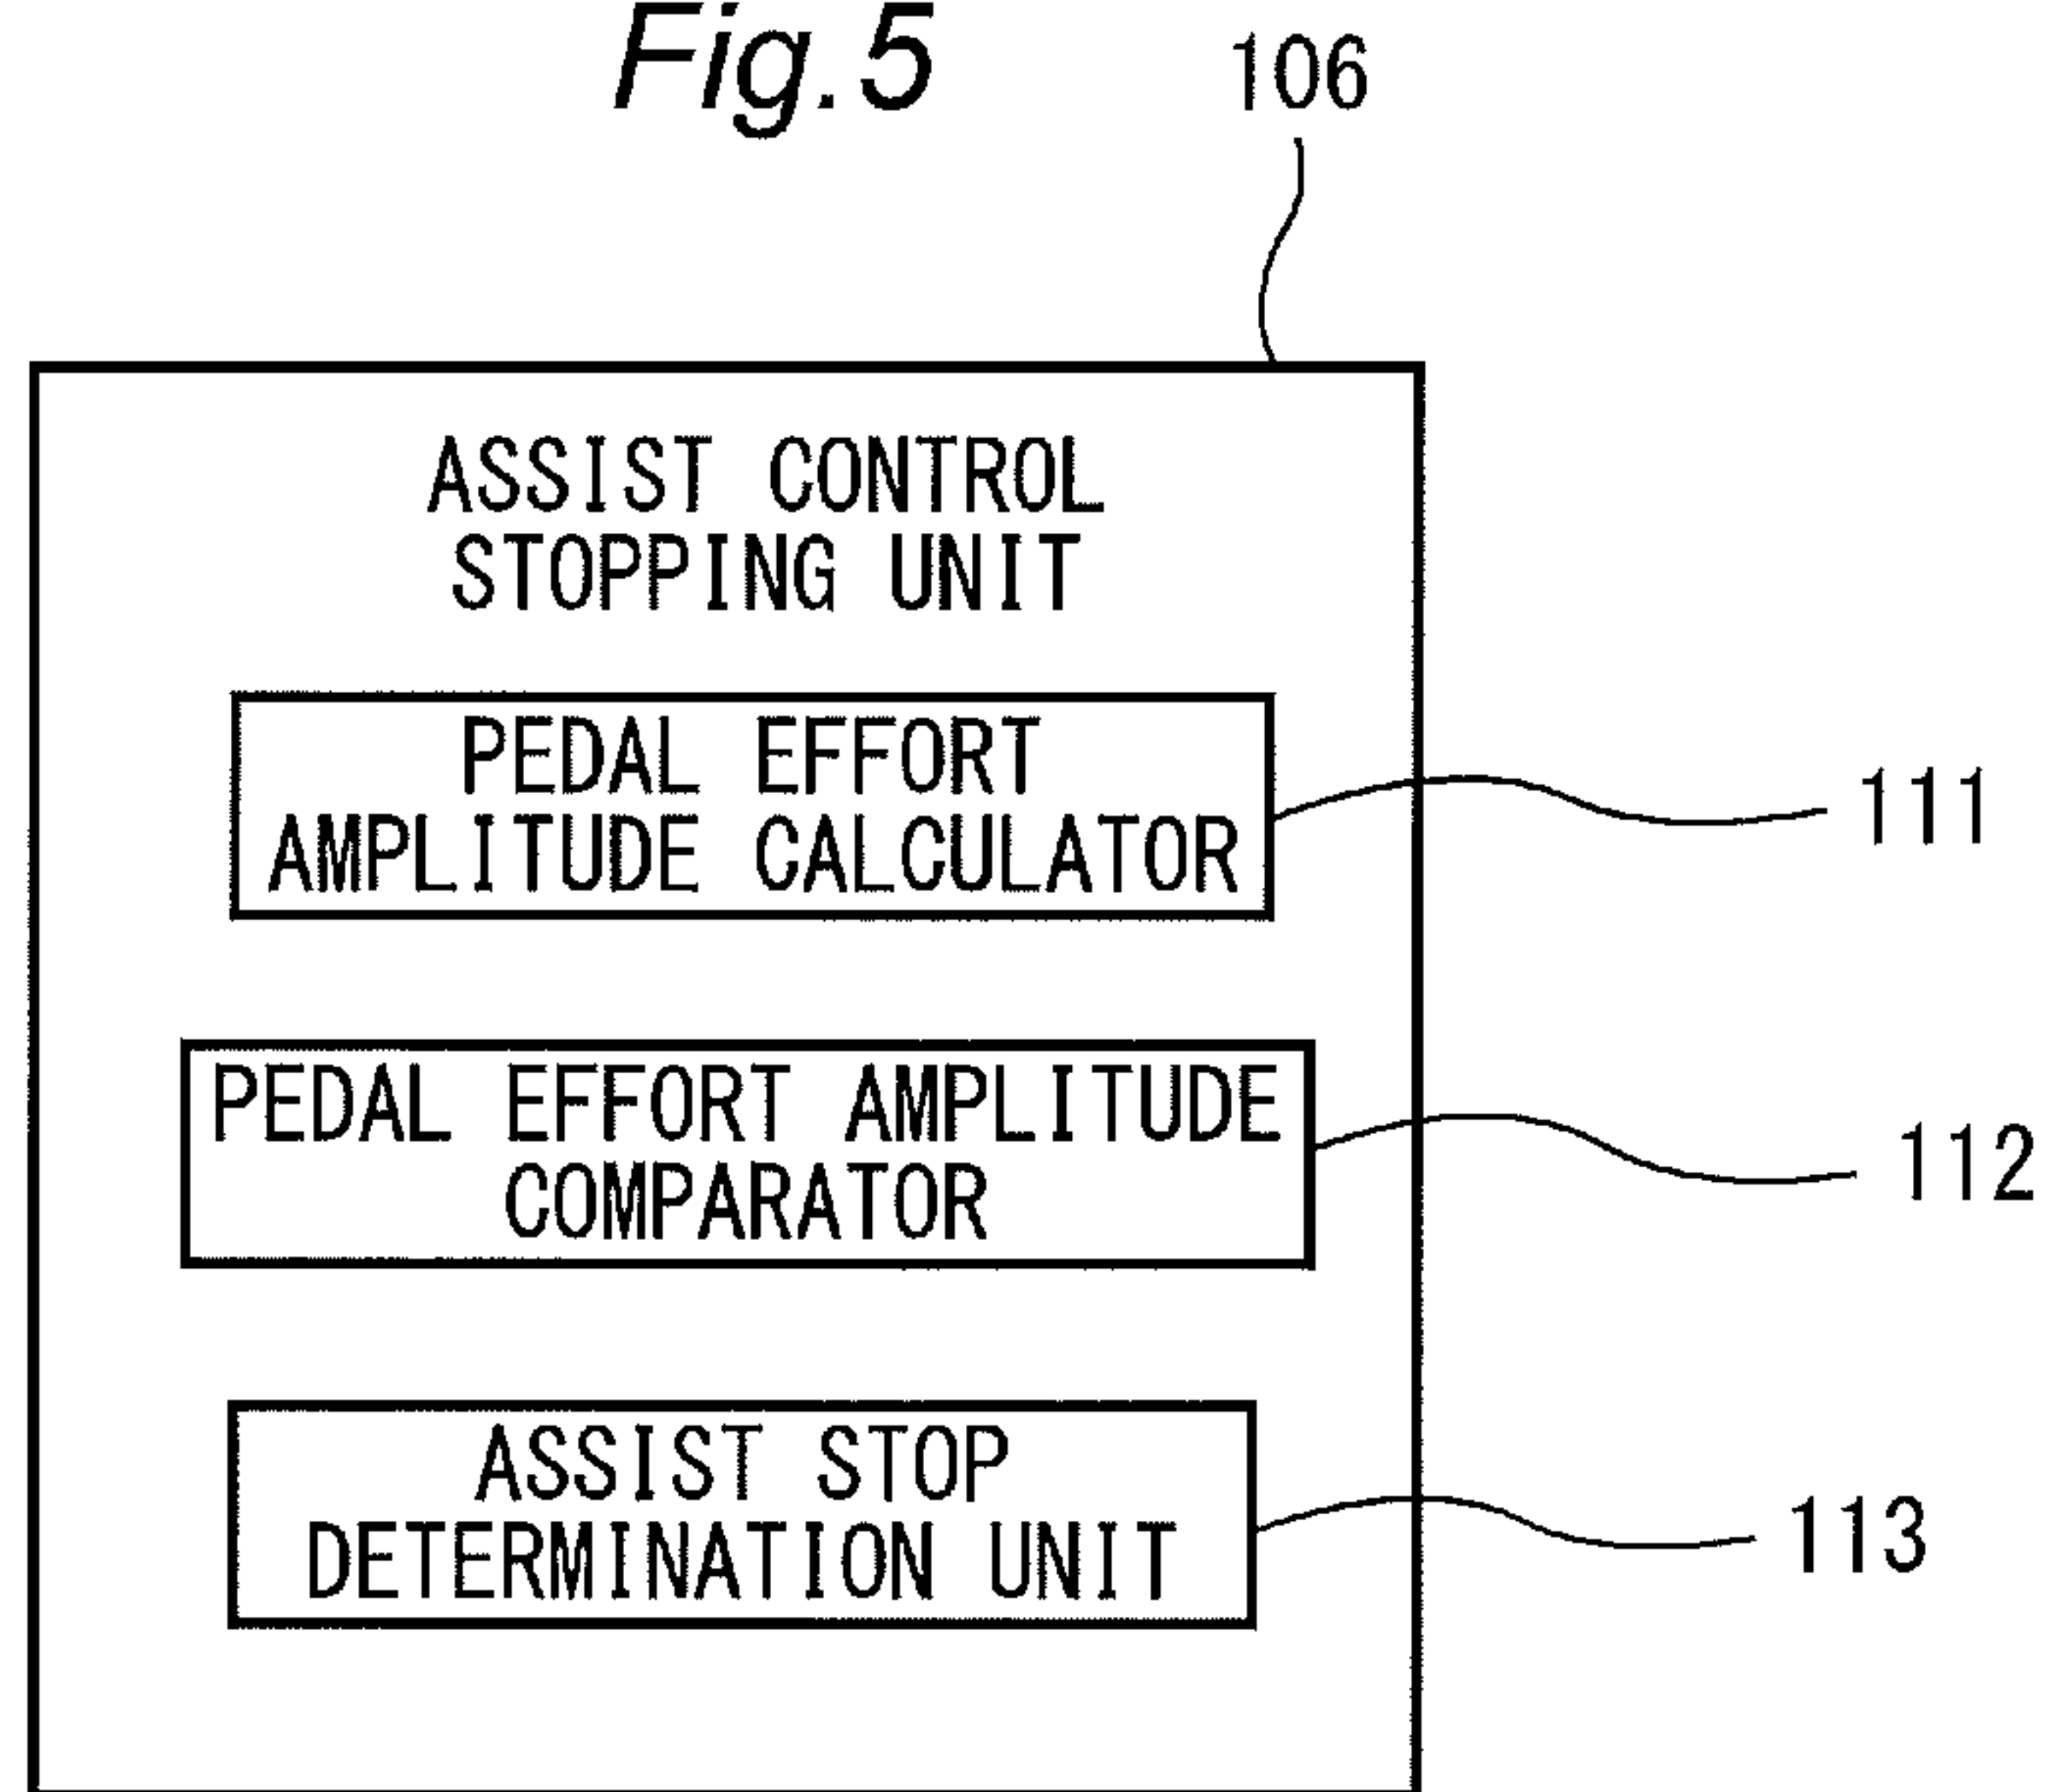 Fig.5
106
ASSIST CONTROL
STOPPING UNIT
PEDAL EFFORT
AMPLITUDE CALCULATOR
111
PEDAL EFFORT AMPLITUDE
COMPARATOR
112
ASSIST STOP
DETERMINATION UNIT
113